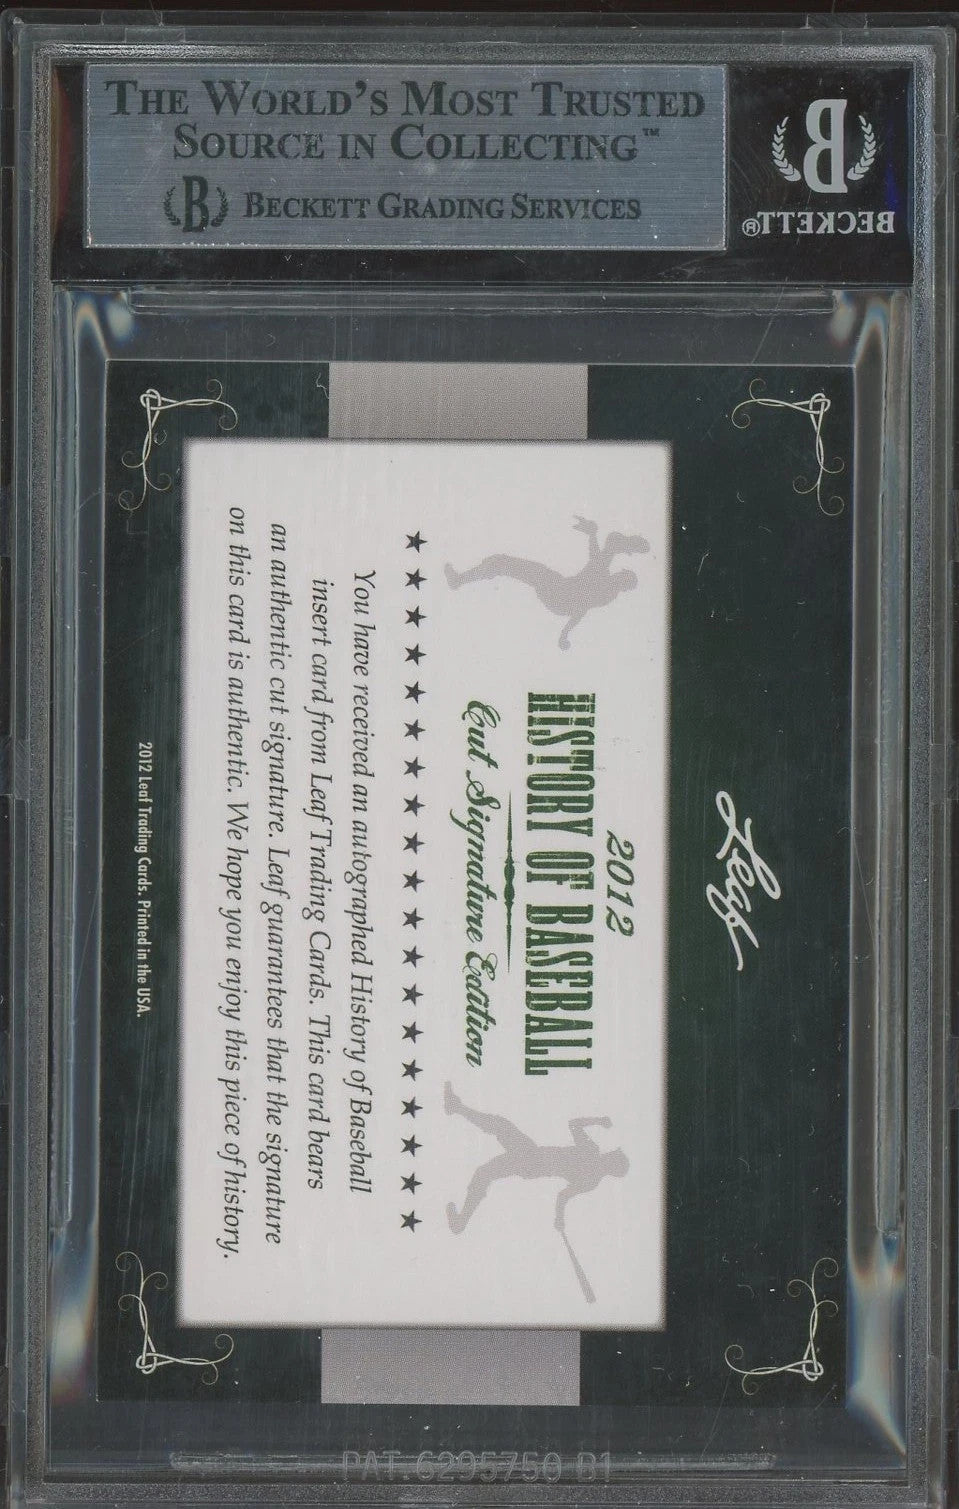 THE WORLD'S MOST TRUSTED
SOURCE IN COLLECTING™
B BECKETT GRADING SERVICES
B
BECKETT®
Leaf
2012
HISTORY OF BASEBALL
Cut Signature Edition
You have received an autographed History of Baseball
insert card from Leaf Trading Cards. This card bears
an authentic cut signature. Leaf guarantees that the signature
on this card is authentic. We hope you enjoy this piece of history.
2012 Leaf Trading Cards. Printed in the USA.
PAT. 6295750 B1